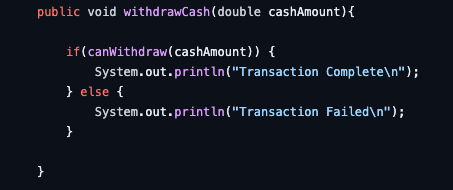 public void withdrawCash(double cashAmount){
if(canWithdraw(cashAmount)) {
System.out.println("Transaction Complete\n");
} else {
System.out.println("Transaction Failed\n");
}
}